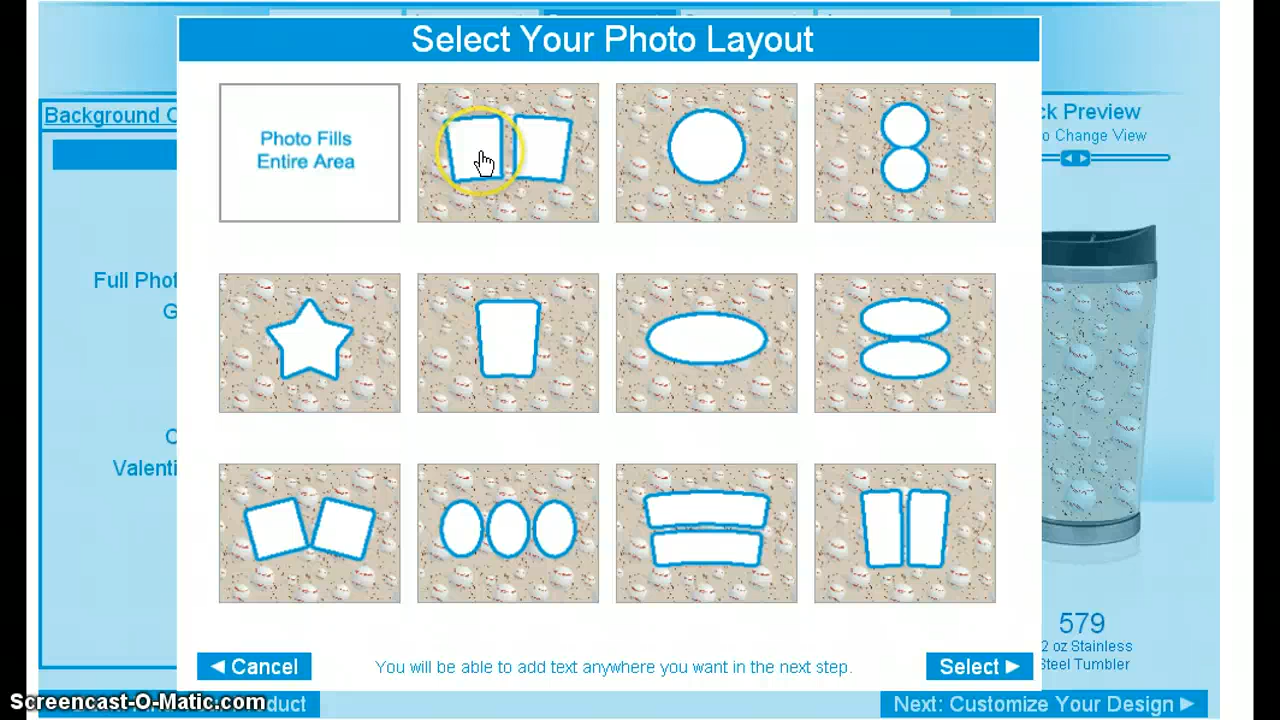 Select Your Photo Layout
Background
ck Preview
o Change View
Photo Fills
Entire Area
Full Phot
G
Valenti
579
2 oz Stainless
Steel Tumbler
◄ Cancel
You will be able to add text anywhere you want in the next step.
Select ►
Screencast-O-Matic.com
duct
Next: Customize Your Design ►